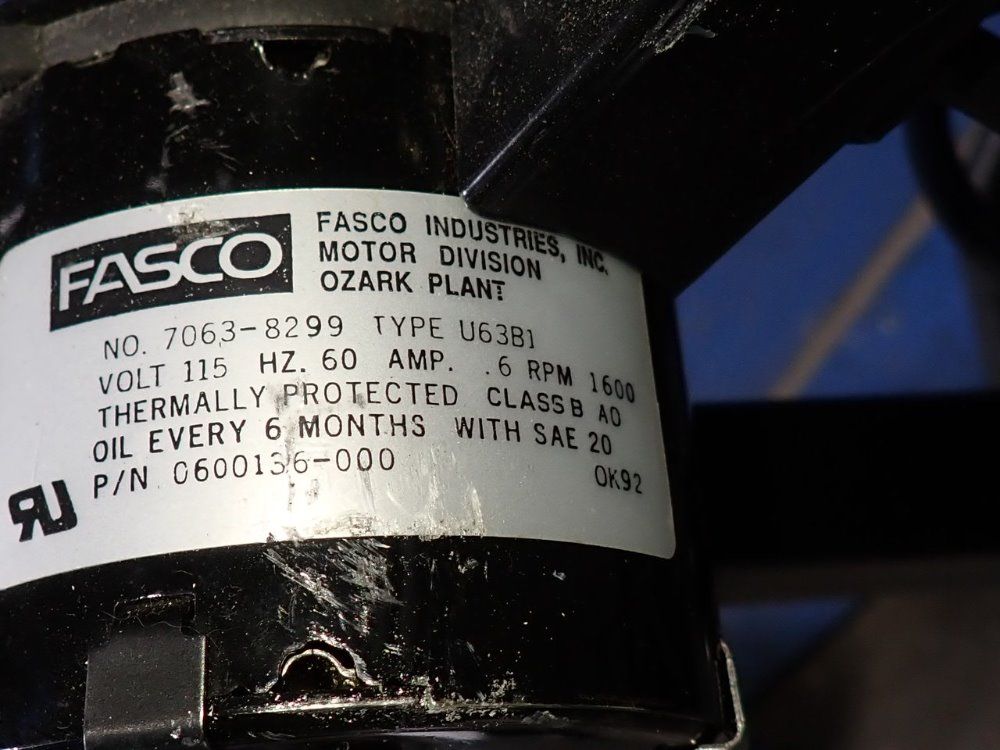 FASCO
FASCO INDUSTRIES, INC.
MOTOR DIVISION
OZARK PLANT
NO. 7063-8299 TYPE U63B1
VOLT 115 HZ. 60 AMP. .6 RPM 1600
THERMALLY PROTECTED CLASS B AO
OIL EVERY 6 MONTHS WITH SAE 20
P/N 0600136-000 OK92
RU